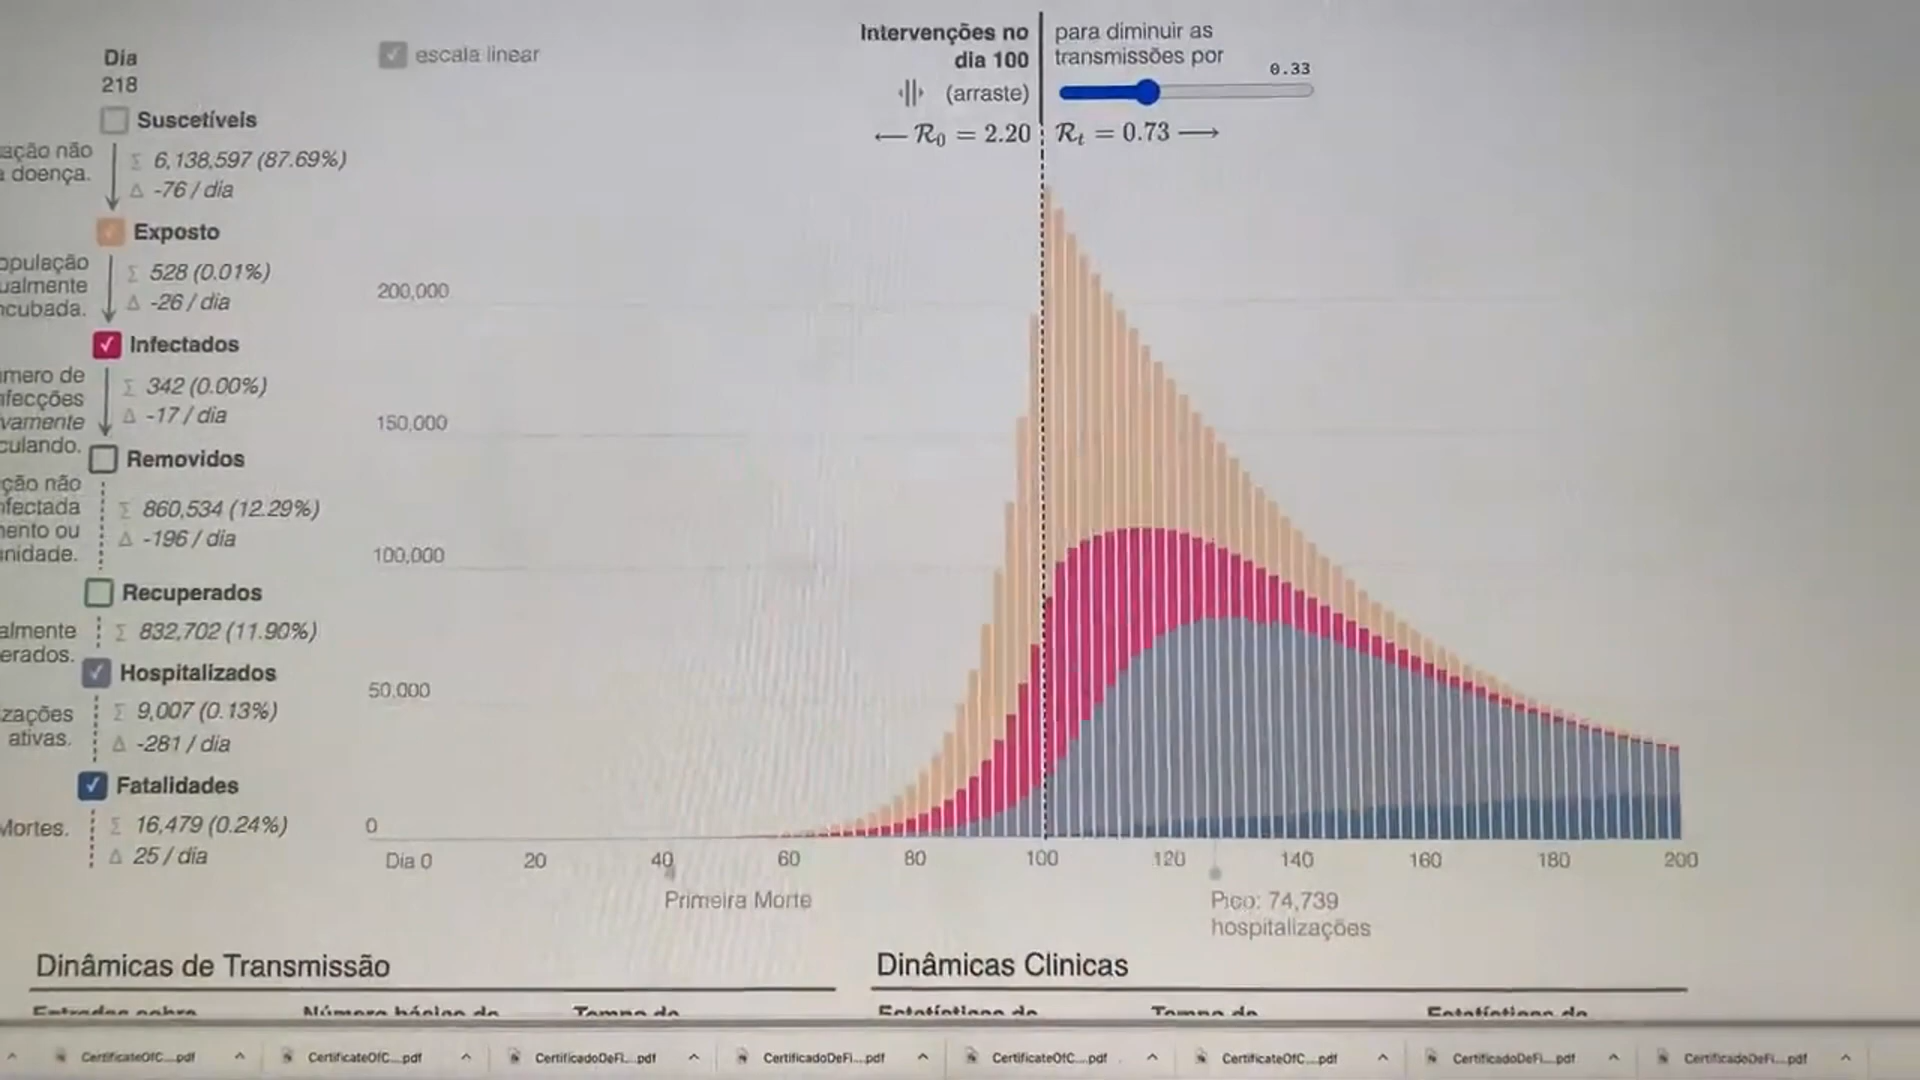 Dia
218
escala linear
Intervenções no
dia 100
(arraste)
para diminuir as
transmissões por
0.33
← R₀ = 2.20
Rₜ = 0.73 →
Suscetíveis
ação não
a doença.
Σ 6,138,597 (87.69%)
Δ -76 / dia
Exposto
opulação
ualmente
ncubada.
Σ 528 (0.01%)
Δ -26 / dia
Infectados
mero de
nfecções
vamente
culando.
Σ 342 (0.00%)
Δ -17 / dia
Removidos
ção não
nfectada
mento ou
unidade.
Σ 860,534 (12.29%)
Δ -196 / dia
Recuperados
almente
erados.
Σ 832,702 (11.90%)
Hospitalizados
zações
ativas.
Σ 9,007 (0.13%)
Δ -281 / dia
Fatalidades
Mortes.
Σ 16,479 (0.24%)
Δ 25 / dia
200,000
150,000
100,000
50,000
0
Dia 0 20 40 60 80 100 120 140 160 180 200
Primeira Morte
Pico: 74,739
hospitalizações
Dinâmicas de Transmissão
Dinâmicas Clinicas
CertificateOfC....pdf CertificateOfC....pdf CertificadoDeFi....pdf CertificadoDeFi....pdf CertificateOfC....pdf CertificateOfC....pdf CertificadoDeFi....pdf CertificadoDeFi....pdf